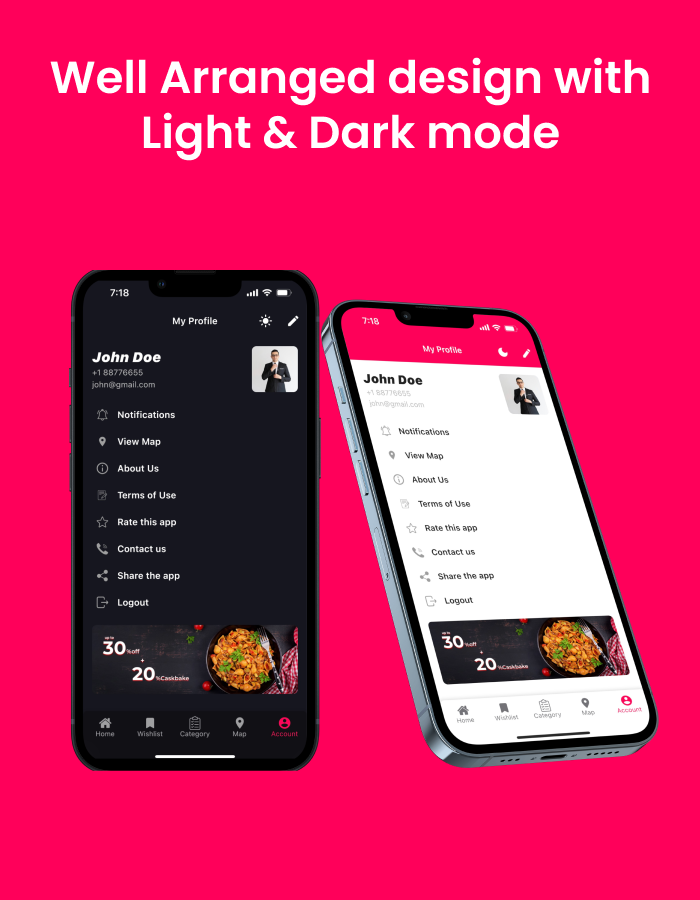 Well Arranged design with
Light & Dark mode
7:18
My Profile
John Doe
+1 88776655
john@gmail.com
Notifications
View Map
About Us
Terms of Use
Rate this app
Contact us
Share the app
Logout
up to
30 %off
+
20 %Caskbake
Home Wishlist Category Map Account
7:18
My Profile
John Doe
+1 88776655
john@gmail.com
Notifications
View Map
About Us
Terms of Use
Rate this app
Contact us
Share the app
Logout
up to
30 %off
+
20 %Caskbake
Home Wishlist Category Map Account